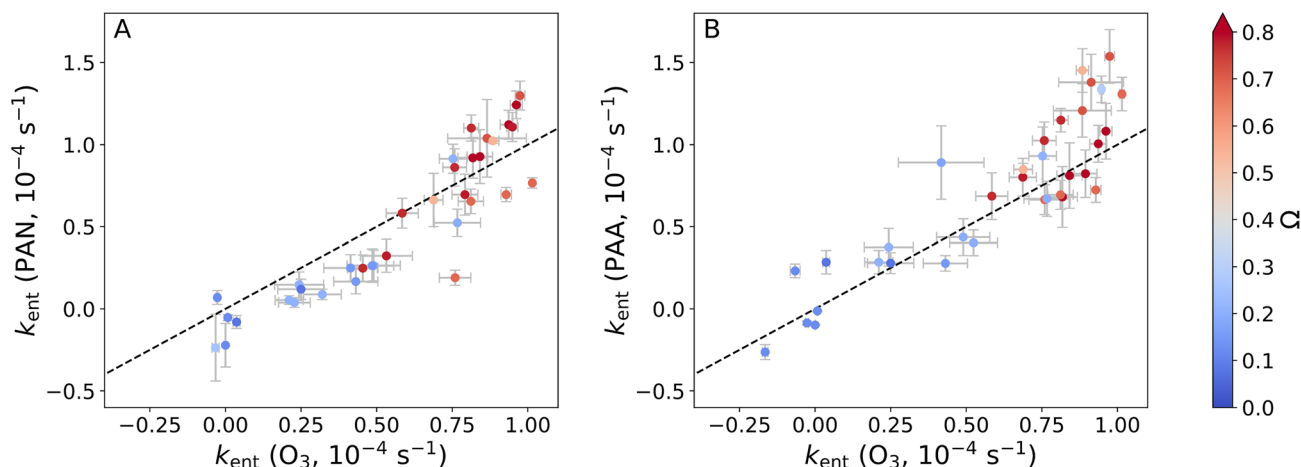 A
B
1.5
1.0
0.5
0.0
−0.5
k_ent (PAN, 10⁻⁴ s⁻¹)
−0.25 0.00 0.25 0.50 0.75 1.00
k_ent (O₃, 10⁻⁴ s⁻¹)
1.5
1.0
0.5
0.0
−0.5
k_ent (PAA, 10⁻⁴ s⁻¹)
−0.25 0.00 0.25 0.50 0.75 1.00
k_ent (O₃, 10⁻⁴ s⁻¹)
0.8
0.7
0.6
0.5
0.4
0.3
0.2
0.1
0.0
Ω